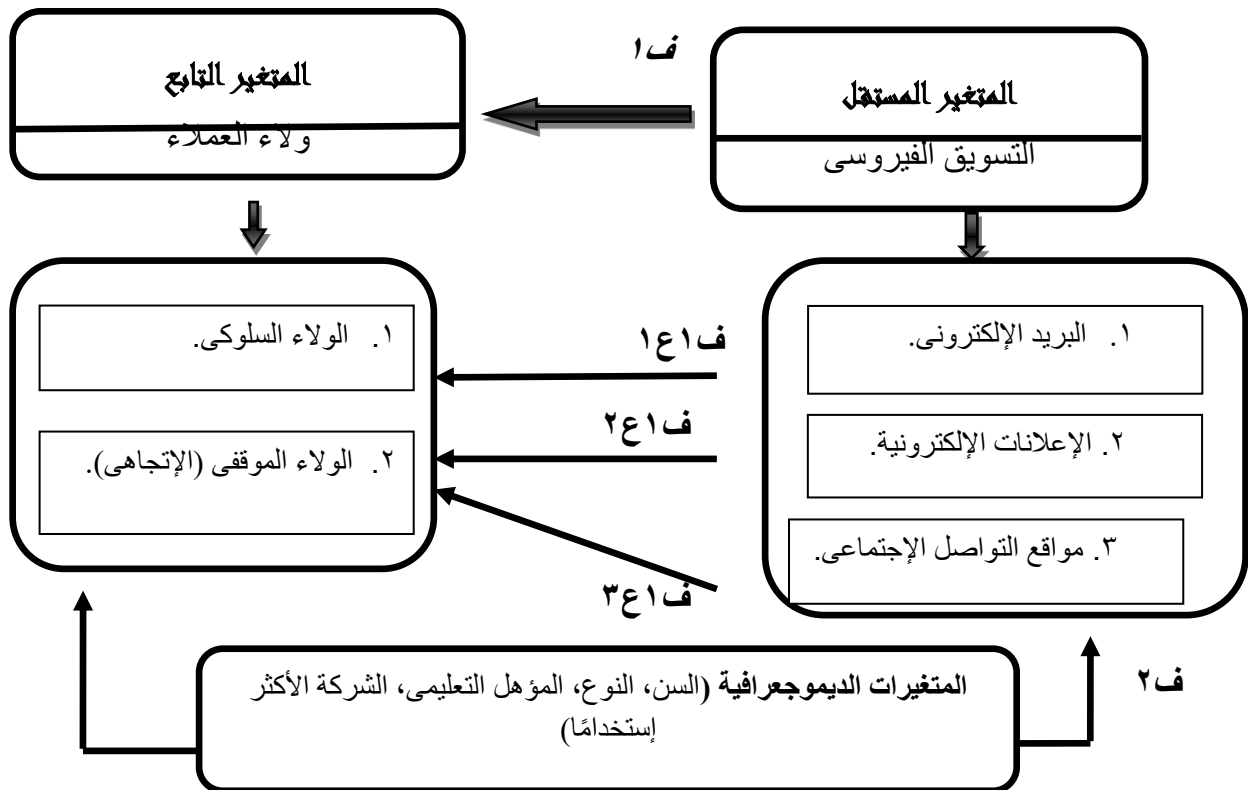 ف١
المتغير المستقل
التسويق الفيروسى
المتغير التابع
ولاء العملاء
١. البريد الإلكترونى.
٢. الإعلانات الإلكترونية.
٣. مواقع التواصل الإجتماعى.
ف١ع١
ف١ع٢
ف١ع٣
١. الولاء السلوكى.
٢. الولاء الموقفى (الإتجاهى).
ف٢
المتغيرات الديموجعرافية (السن، النوع، المؤهل التعليمى، الشركة الأكثر
إستخدامًا)